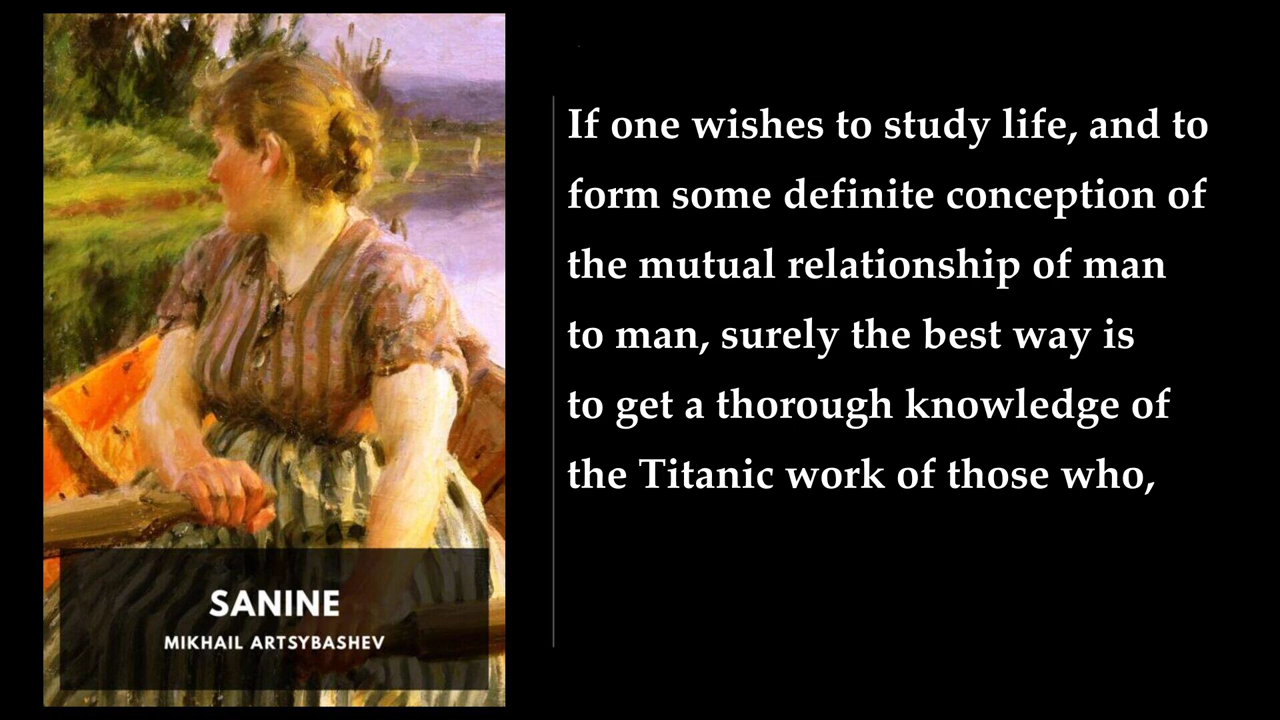 SANINE
MIKHAIL ARTSYBASHEV
If one wishes to study life, and to
form some definite conception of
the mutual relationship of man
to man, surely the best way is
to get a thorough knowledge of
the Titanic work of those who,